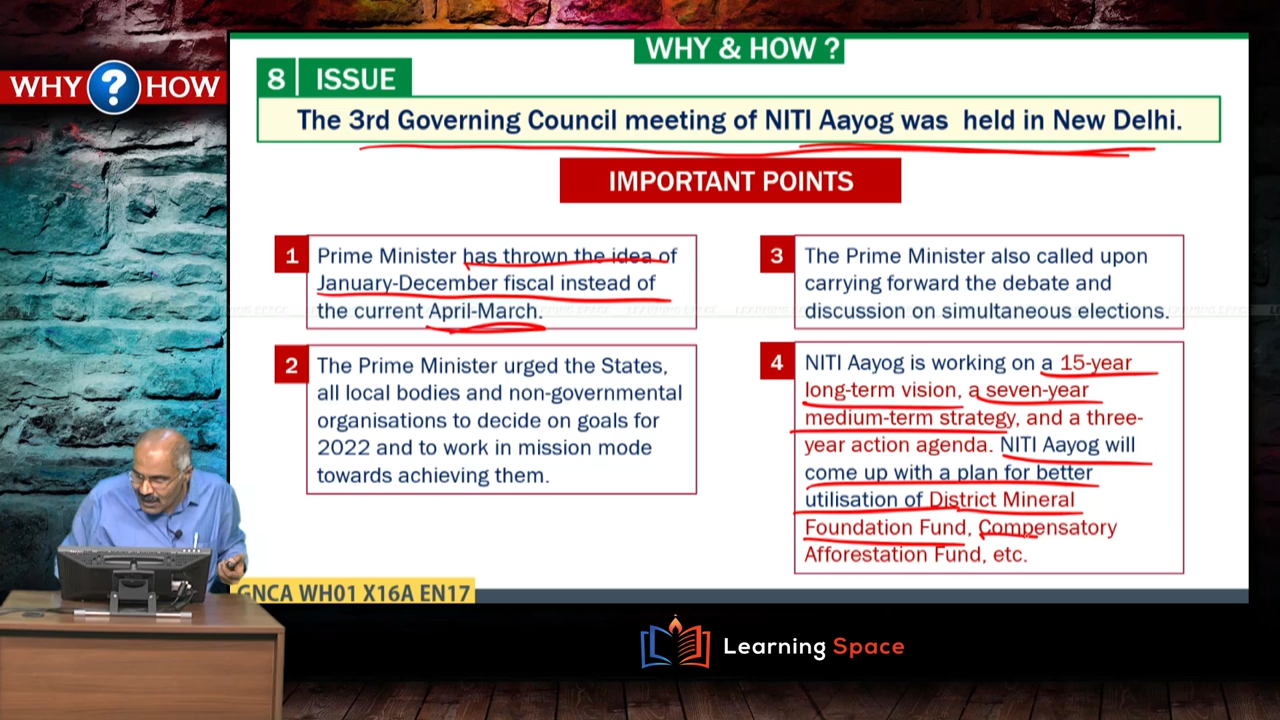 WHY ? HOW
WHY & HOW ?
8 ISSUE
The 3rd Governing Council meeting of NITI Aayog was held in New Delhi.
IMPORTANT POINTS
1
Prime Minister has thrown the idea of
January-December fiscal instead of
the current April-March.
2
The Prime Minister urged the States,
all local bodies and non-governmental
organisations to decide on goals for
2022 and to work in mission mode
towards achieving them.
3
The Prime Minister also called upon
carrying forward the debate and
discussion on simultaneous elections.
4
NITI Aayog is working on a 15-year
long-term vision, a seven-year
medium-term strategy, and a three-
year action agenda. NITI Aayog will
come up with a plan for better
utilisation of District Mineral
Foundation Fund, Compensatory
Afforestation Fund, etc.
GNCA WH01 X16A EN17
Learning Space